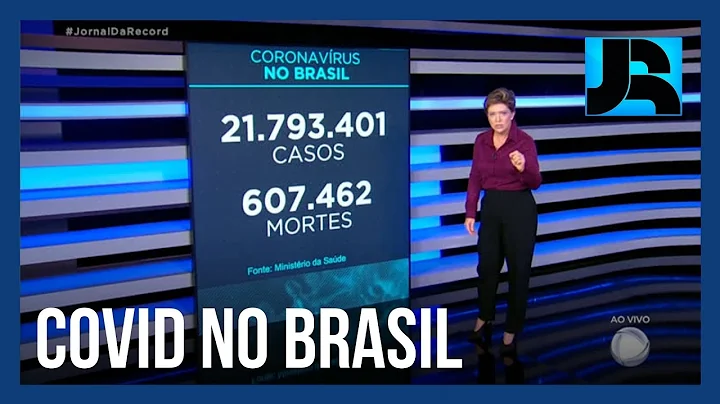 #JornalDaRecord
CORONAVÍRUS
NO BRASIL
21.793.401
CASOS
607.462
MORTES
Fonte: Ministério da Saúde
AO VIVO
COVID NO BRASIL